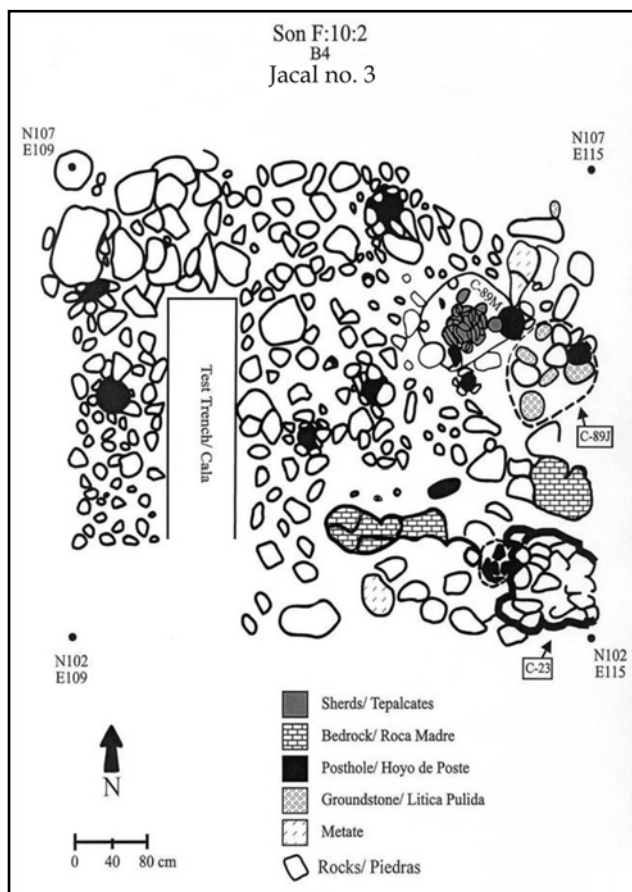 Son F:10:2
B4
Jacal no. 3
N107
E109
N107
E115
C-89M
Test Trench/ Cala
C-89J
N102
E109
C-23
N102
E115
Sherds/ Tepalcates
Bedrock/ Roca Madre
Posthole/ Hoyo de Poste
Groundstone/ Litica Pulida
Metate
Rocks/ Piedras
N
0 40 80 cm